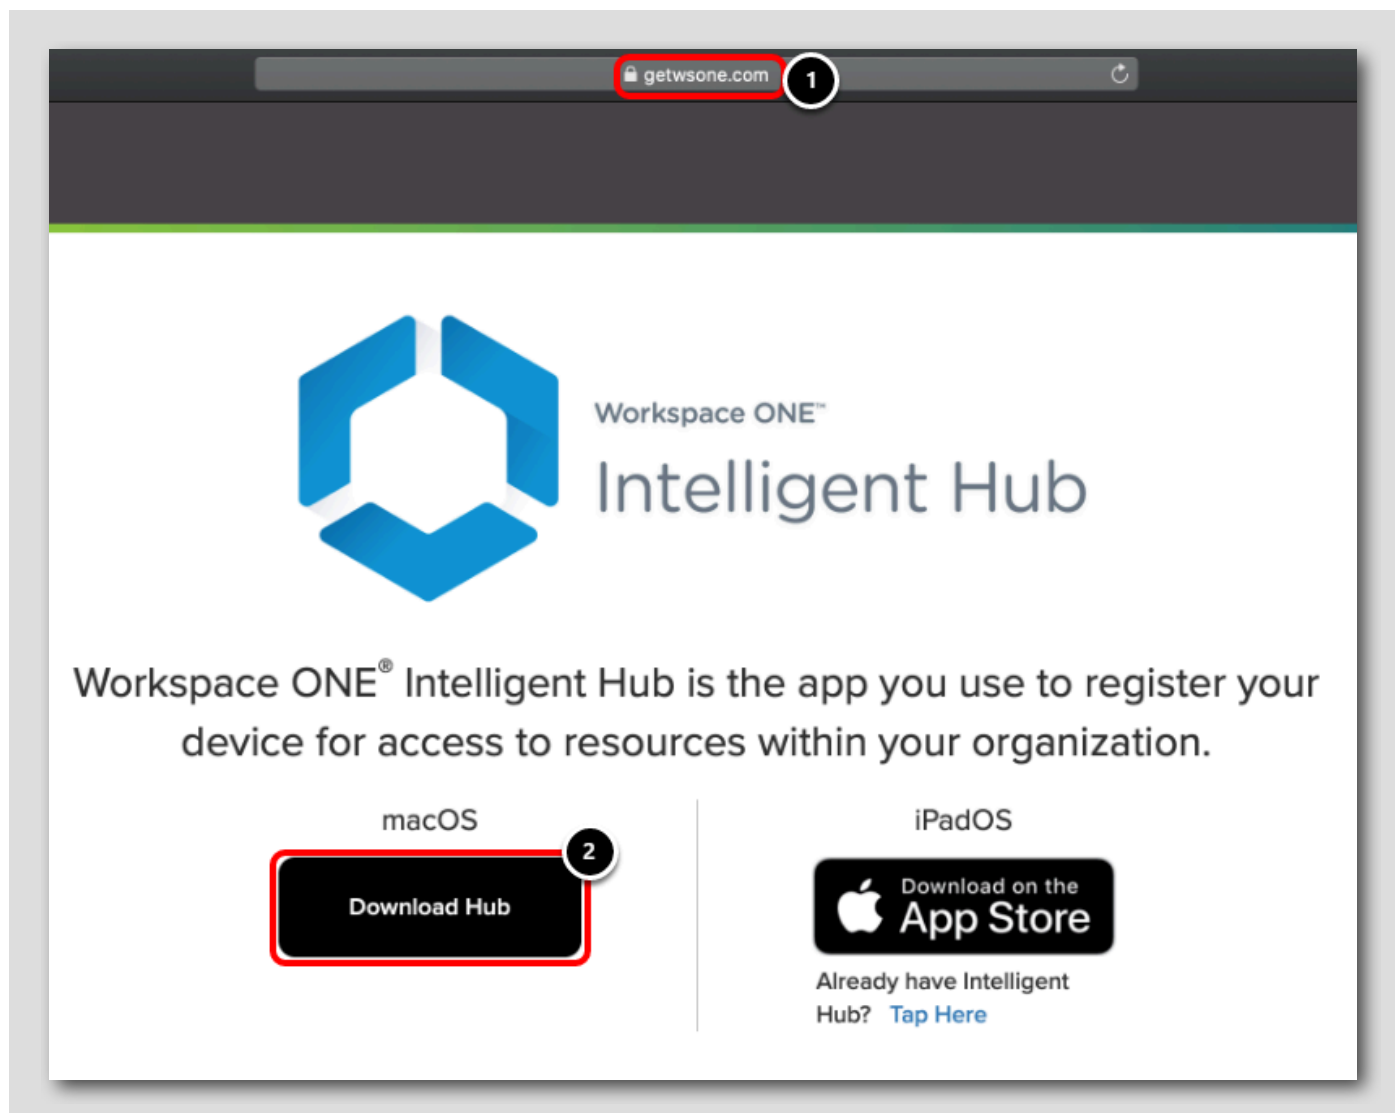 getwsone.com
1
Workspace ONE™
Intelligent Hub
Workspace ONE® Intelligent Hub is the app you use to register your
device for access to resources within your organization.
macOS
2
Download Hub
iPadOS
Download on the
App Store
Already have Intelligent
Hub? Tap Here